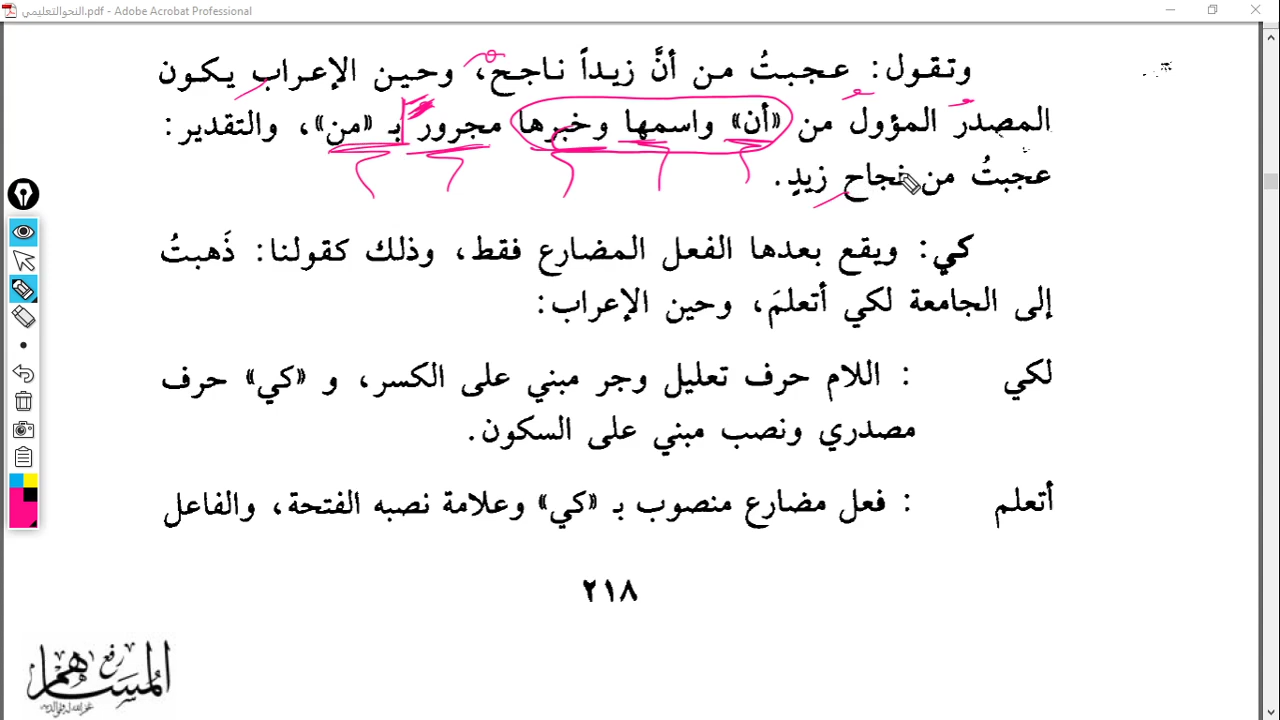 النحوالتعليمي.pdf - Adobe Acrobat Professional
وتقول: عجبتُ من أنَّ زيداً ناجح، وحين الإعراب يكون
المصدر المؤول من «أن» واسمها وخبرها مجرور بـ «من»، والتقدير:
عجبتُ من نجاح زيدٍ.
كي: ويقع بعدها الفعل المضارع فقط، وذلك كقولنا: ذَهبتُ
إلى الجامعة لكي أتعلمَ، وحين الإعراب:
لكي : اللام حرف تعليل وجر مبني على الكسر، و «كي» حرف
مصدري ونصب مبني على السكون.
أتعلم : فعل مضارع منصوب بـ «كي» وعلامة نصبه الفتحة، والفاعل
٢١٨
رفع
المساهم